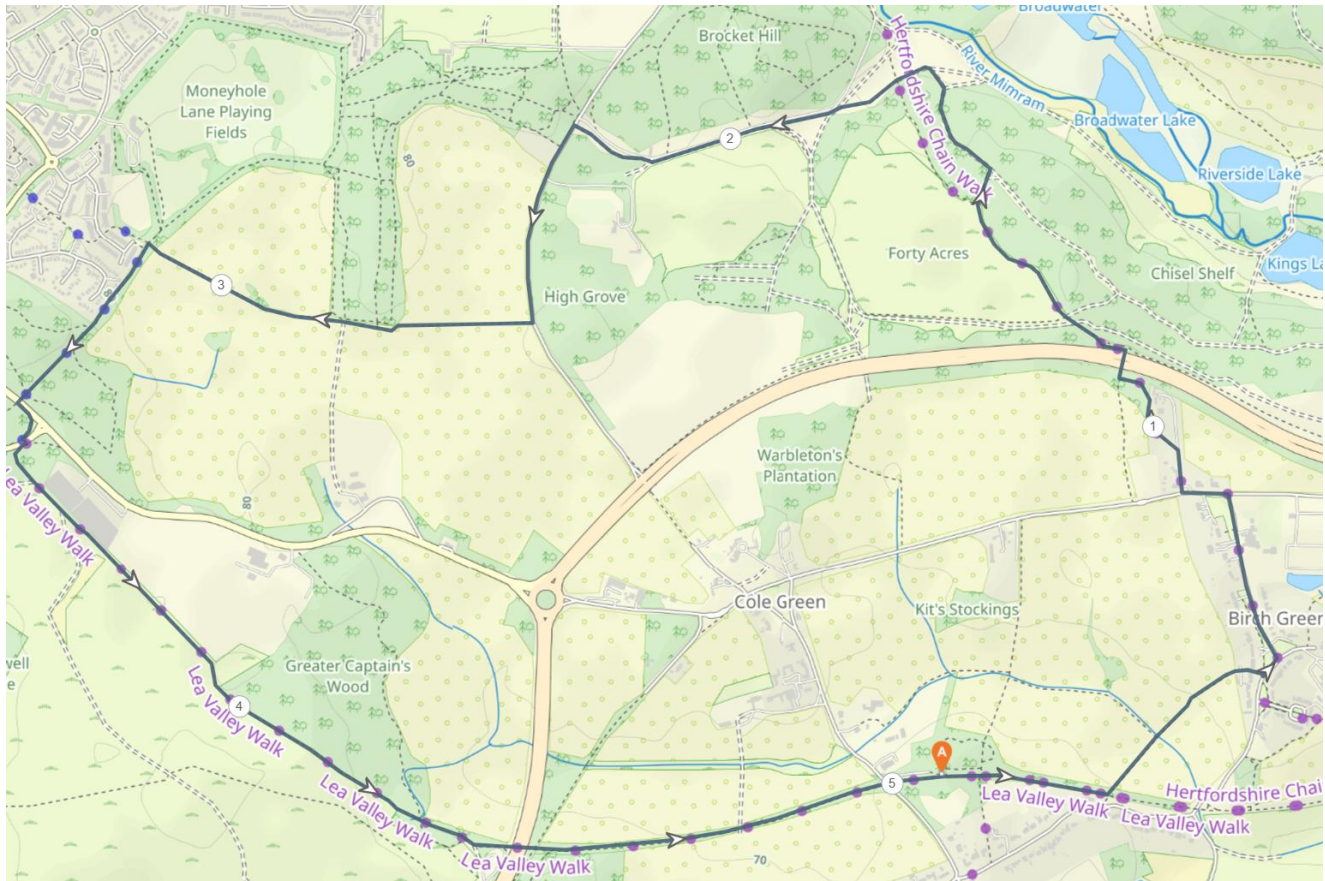 Broadwater
Brocket Hill
Hertfordshire Chain Walk
River Mimram
Moneyhole
Lane Playing
Fields
Broadwater Lake
2
80
Riverside Lake
Forty Acres
Chisel Shelf
Kings La
3
High Grove
1
Warbleton's
Plantation
Lea Valley Walk
80
Cole Green
Kit's Stockings
Birch Green
well
e
Greater Captain's
Wood
Lea Valley Walk
4
A
5
Lea Valley Walk
Lea Valley Walk
Hertfordshire Chai
Lea Valley Walk
Lea Valley Walk
70